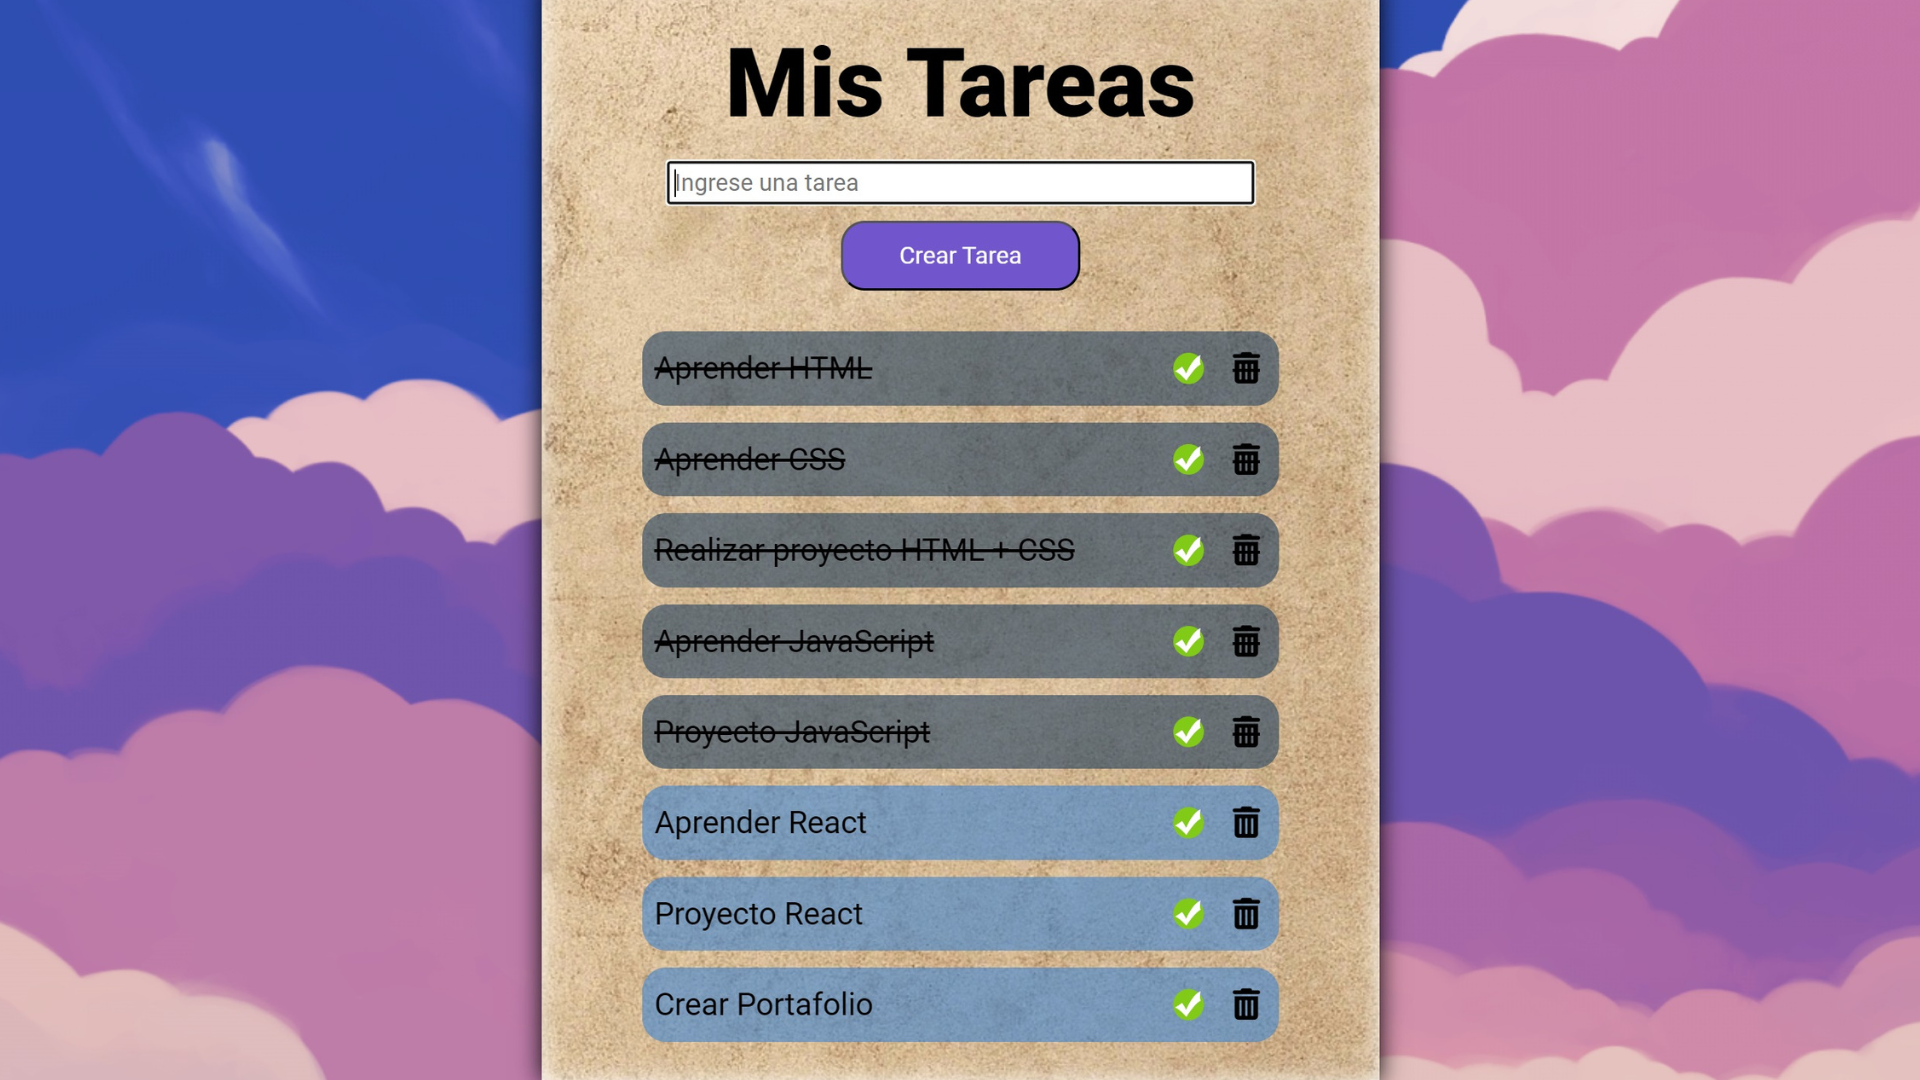 Mis Tareas
Ingrese una tarea
Crear Tarea
Aprender HTML
Aprender CSS
Realizar proyecto HTML + CSS
Aprender JavaScript
Proyecto JavaScript
Aprender React
Proyecto React
Crear Portafolio